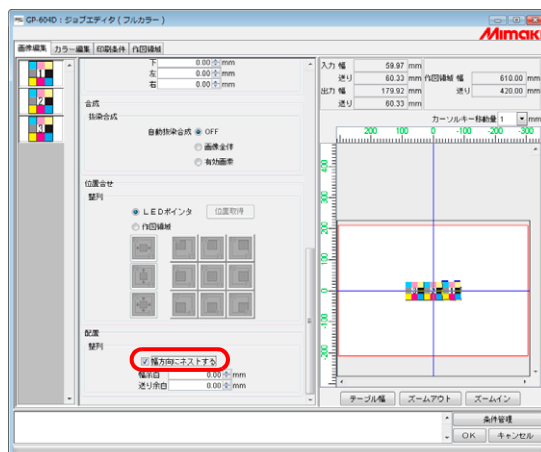 GP-604D：ジョブエディタ(フルカラー)
Mimaki
画像編集 カラー編集 印刷条件 作図領域
1
2
3
下 0.00 mm
左 0.00 mm
右 0.00 mm
合成
抜染合成
自動抜染合成 OFF
画像全体
有効画素
位置合せ
整列
LEDポインタ 位置取得
作図領域
配置
整列
幅方向にネストする
幅余白 0.00 mm
送り余白 0.00 mm
入力 幅 59.97 mm
送り 60.33 mm 作図領域 幅 610.00 mm
出力 幅 179.92 mm 送り 420.00 mm
送り 60.33 mm
カーソルキー移動量 1 mm
200 100 0 -100 -200 -300
400
300
200
100
0
-100
-200
テーブル幅 ズームアウト ズームイン
条件管理
OK キャンセル